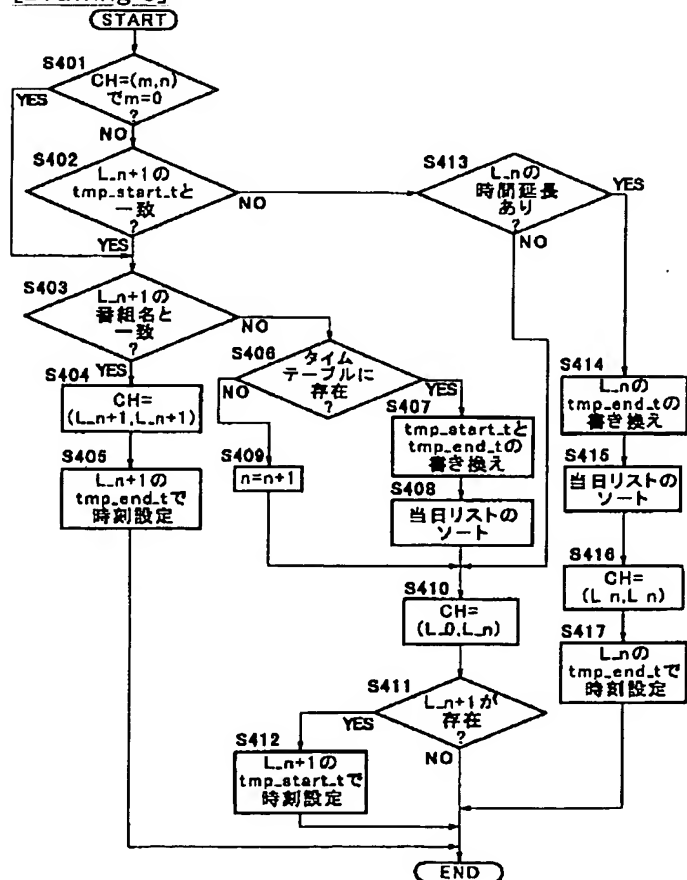 START
S401
CH=(m,n)
でm=0
?
YES
NO
S402
L_n+1の
tmp_start_tと
一致
?
NO
YES
S413
L_nの
時間延長
あり
?
YES
NO
S403
L_n+1の
番組名と
一致
?
NO
YES
S404
CH=
(L_n+1,L_n+1)
S405
L_n+1の
tmp_end_tで
時刻設定
S406
タイム
テーブルに
存在
?
NO
YES
S407
tmp_start_tと
tmp_end_tの
書き換え
S408
当日リストの
ソート
S409
n=n+1
S410
CH=
(L_0,L_n)
S411
L_n+1が
存在
?
YES
NO
S412
L_n+1の
tmp_start_tで
時刻設定
S414
L_nの
tmp_end_tの
書き換え
S415
当日リストの
ソート
S416
CH=
(L_n,L_n)
S417
L_nの
tmp_end_tで
時刻設定
END